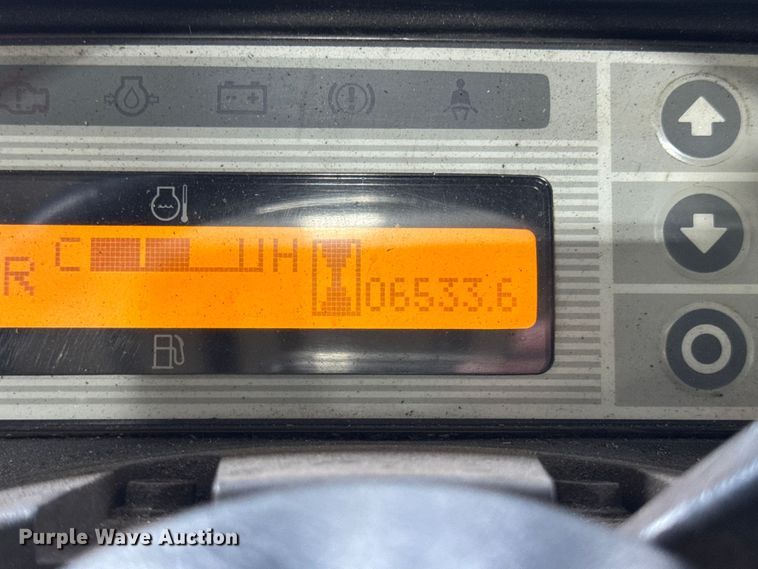 R C H 06533.6
Purple Wave Auction